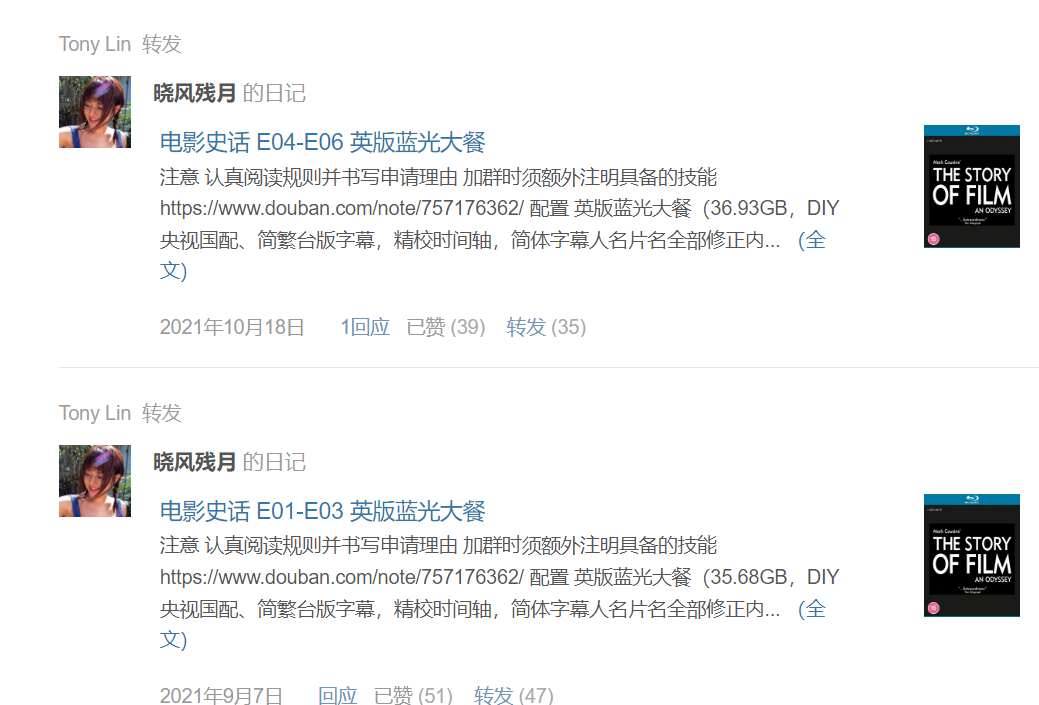 Tony Lin 转发
晓风残月 的日记
电影史话 E04-E06 英版蓝光大餐
注意 认真阅读规则并书写申请理由 加群时须额外注明具备的技能
https://www.douban.com/note/757176362/ 配置 英版蓝光大餐（36.93GB，DIY
央视国配、简繁台版字幕，精校时间轴，简体字幕人名片名全部修正内... (全
文)
Mark Cousins'
THE STORY
OF FILM
AN ODYSSEY
15
2021年10月18日 1回应 已赞 (39) 转发 (35)
Tony Lin 转发
晓风残月 的日记
电影史话 E01-E03 英版蓝光大餐
注意 认真阅读规则并书写申请理由 加群时须额外注明具备的技能
https://www.douban.com/note/757176362/ 配置 英版蓝光大餐（35.68GB，DIY
央视国配、简繁台版字幕，精校时间轴，简体字幕人名片名全部修正内... (全
文)
Mark Cousins'
THE STORY
OF FILM
AN ODYSSEY
15
2021年9月7日 回应 已赞 (51) 转发 (47)